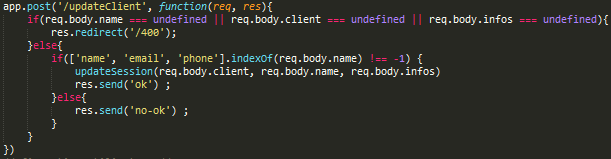 app.post('/updateClient', function(req, res){
    if(req.body.name === undefined || req.body.client === undefined || req.body.infos === undefined){
        res.redirect('/400');
    }else{
        if(['name', 'email', 'phone'].indexOf(req.body.name) !== -1) {
            updateSession(req.body.client, req.body.name, req.body.infos)
            res.send('ok') ;
        }else{
            res.send('no-ok') ;
        }
    }
})